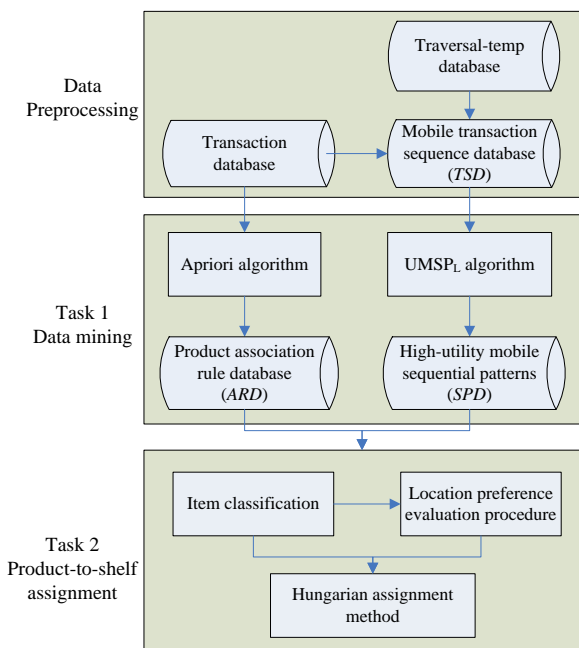 Data
Preprocessing
Traversal-temp
database
Transaction
database
Mobile transaction
sequence database
(TSD)
Task 1
Data mining
Apriori algorithm
UMSPL algorithm
Product association
rule database
(ARD)
High-utility mobile
sequential patterns
(SPD)
Task 2
Product-to-shelf
assignment
Item classification
Location preference
evaluation procedure
Hungarian assignment
method